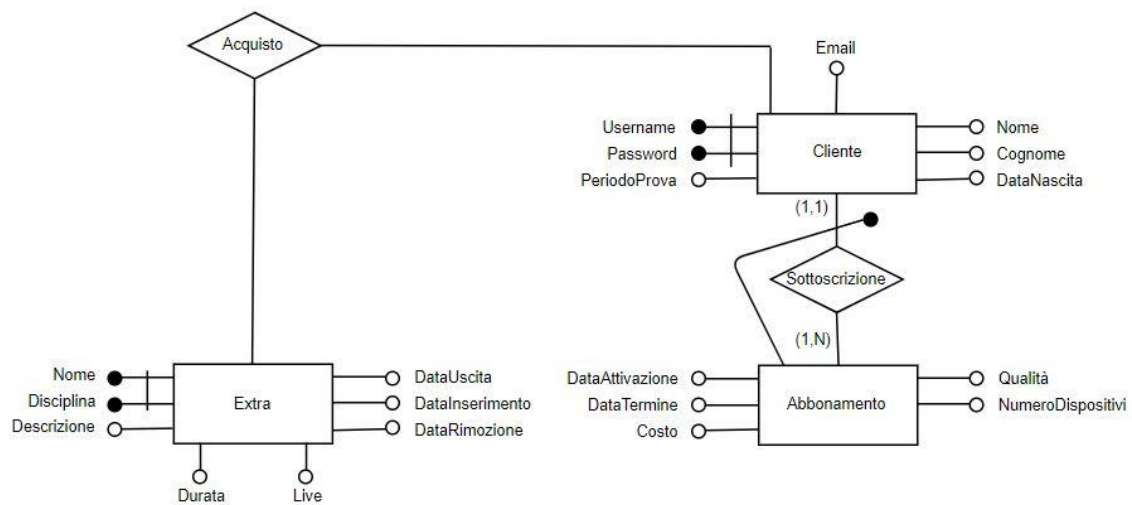 Acquisto
Email
Username
Password
PeriodoProva
Cliente
Nome
Cognome
DataNascita
(1,1)
Sottoscrizione
(1,N)
Nome
Disciplina
Descrizione
Extra
DataUscita
DataInserimento
DataRimozione
Durata
Live
DataAttivazione
DataTermine
Costo
Abbonamento
Qualità
NumeroDispositivi